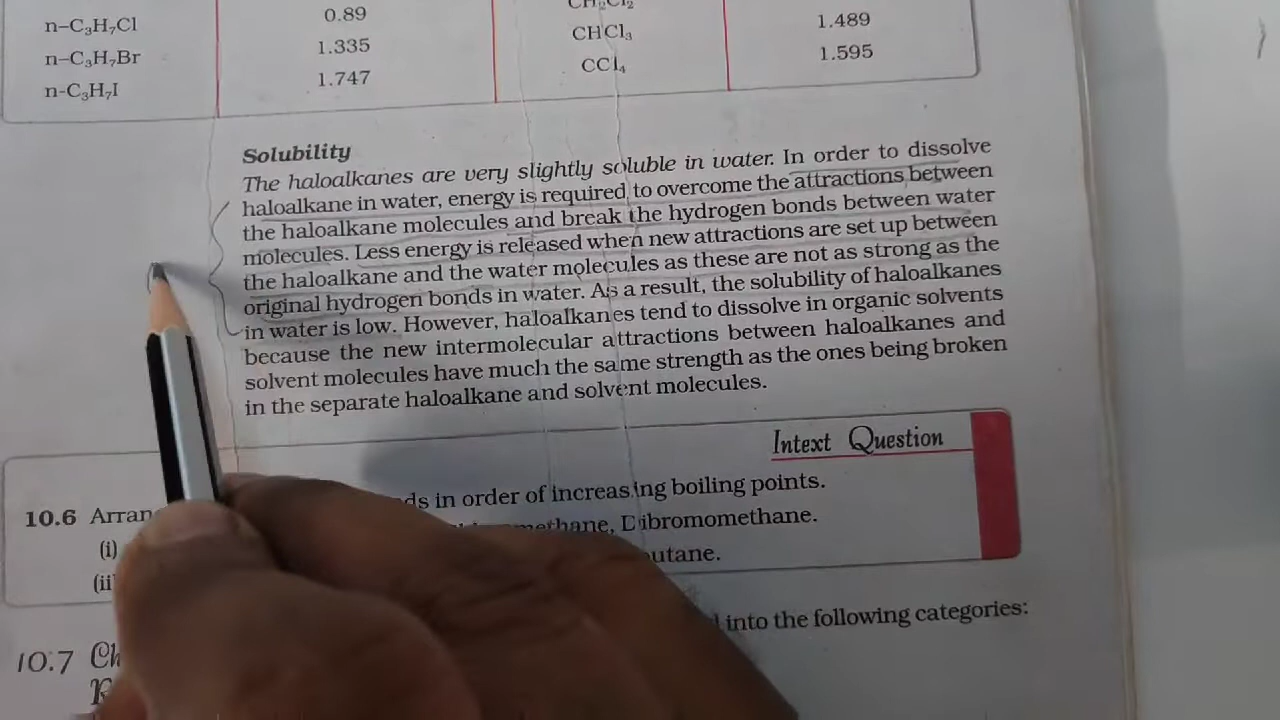 CH₂Cl₂
n–C₃H₇Cl 0.89 CHCl₃ 1.489
n–C₃H₇Br 1.335 CCl₄ 1.595
n-C₃H₇I 1.747
Solubility
The haloalkanes are very slightly soluble in water. In order to dissolve
haloalkane in water, energy is required to overcome the attractions between
the haloalkane molecules and break the hydrogen bonds between water
molecules. Less energy is released when new attractions are set up between
the haloalkane and the water molecules as these are not as strong as the
original hydrogen bonds in water. As a result, the solubility of haloalkanes
in water is low. However, haloalkanes tend to dissolve in organic solvents
because the new intermolecular attractions between haloalkanes and
solvent molecules have much the same strength as the ones being broken
in the separate haloalkane and solvent molecules.
Intext Question
10.6 in order of increasing boiling points.
(i) Dibromomethane.
(ii)
into the following categories:
10.7